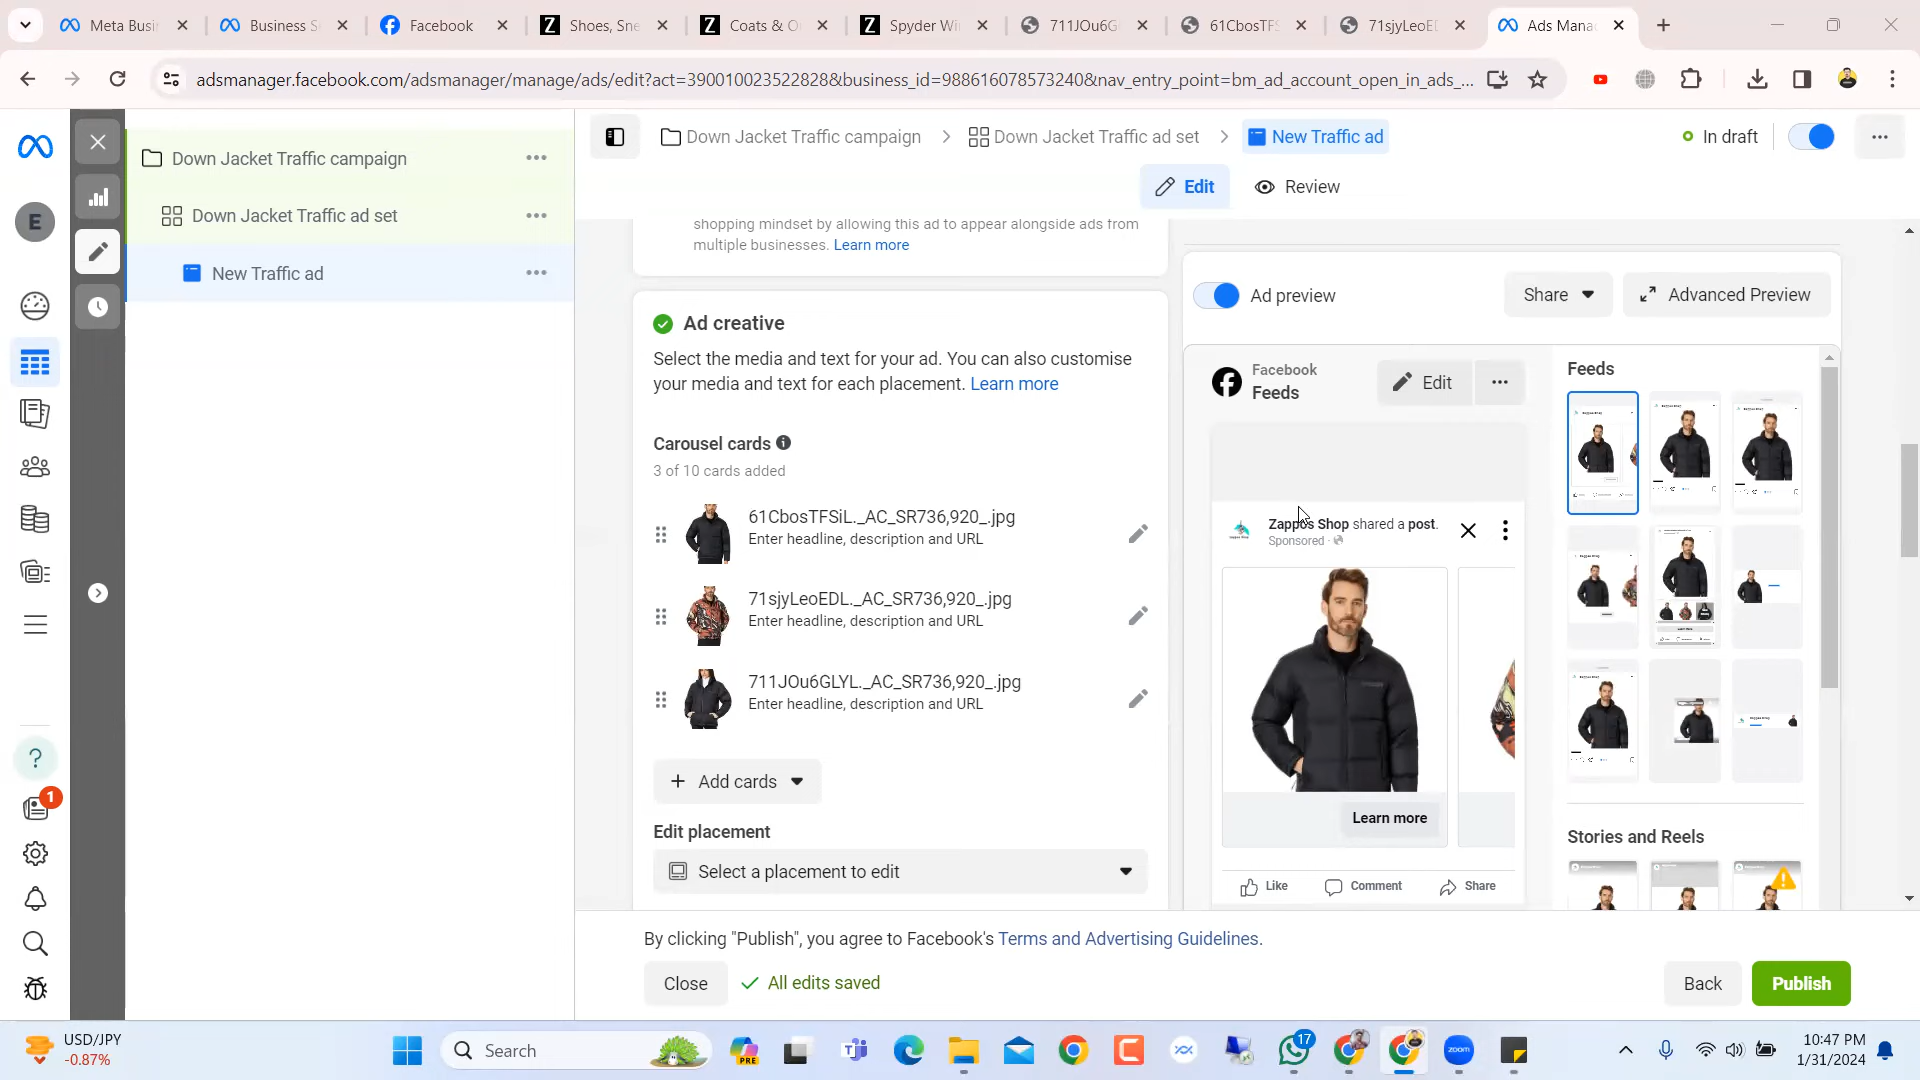 Meta Busi
Business S
Facebook
Shoes, Sne
Coats & O
Spyder Wi
711JOu6G
61CbosTFS
71sjyLeoED
Ads Mana
adsmanager.facebook.com/adsmanager/manage/ads/edit?act=390010023522828&business_id=988616078573240&nav_entry_point=bm_ad_account_open_in_ads_...
Down Jacket Traffic campaign
Down Jacket Traffic ad set
New Traffic ad
In draft
Edit
Review
E
Down Jacket Traffic campaign
Down Jacket Traffic ad set
New Traffic ad
shopping mindset by allowing this ad to appear alongside ads from
multiple businesses. Learn more
Ad creative
Select the media and text for your ad. You can also customise
your media and text for each placement. Learn more
Carousel cards
3 of 10 cards added
61CbosTFSiL._AC_SR736,920_.jpg
Enter headline, description and URL
71sjyLeoEDL._AC_SR736,920_.jpg
Enter headline, description and URL
711JOu6GLYL._AC_SR736,920_.jpg
Enter headline, description and URL
Add cards
Edit placement
Select a placement to edit
Ad preview
Share
Advanced Preview
Facebook
Feeds
Edit
Zappos Shop shared a post.
Sponsored ·
Learn more
Like
Comment
Share
Feeds
Stories and Reels
1
By clicking "Publish", you agree to Facebook's Terms and Advertising Guidelines.
Close
All edits saved
Back
Publish
USD/JPY
-0.87%
Search
PRE
17
zoom
10:47 PM
1/31/2024